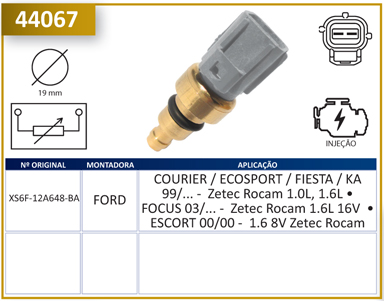 44067
19 mm
INJEÇÃO
Nº ORIGINAL MONTADORA APLICAÇÃO
XS6F-12A648-BA FORD COURIER / ECOSPORT / FIESTA / KA
99/... - Zetec Rocam 1.0L, 1.6L •
FOCUS 03/... - Zetec Rocam 1.6L 16V •
ESCORT 00/00 - 1.6 8V Zetec Rocam